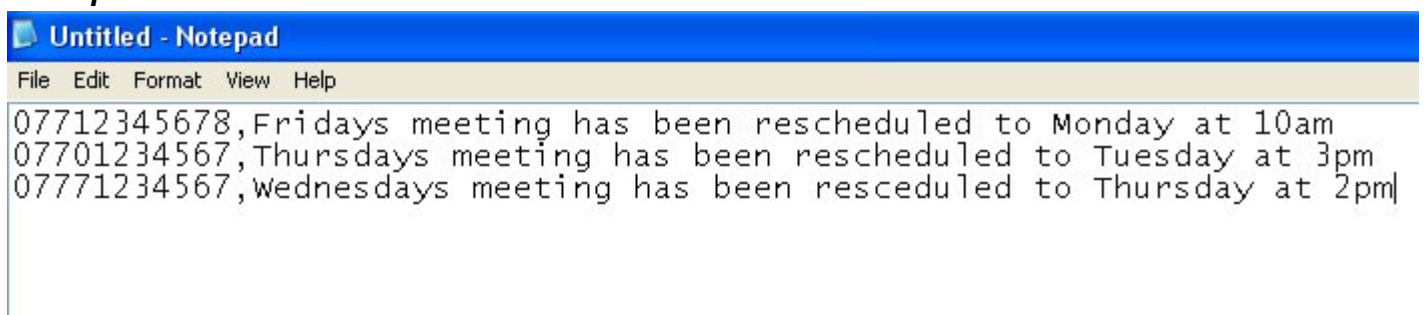 Untitled - Notepad
File Edit Format View Help
07712345678,Fridays meeting has been rescheduled to Monday at 10am
07701234567,Thursdays meeting has been rescheduled to Tuesday at 3pm
07771234567,Wednesdays meeting has been resceduled to Thursday at 2pm